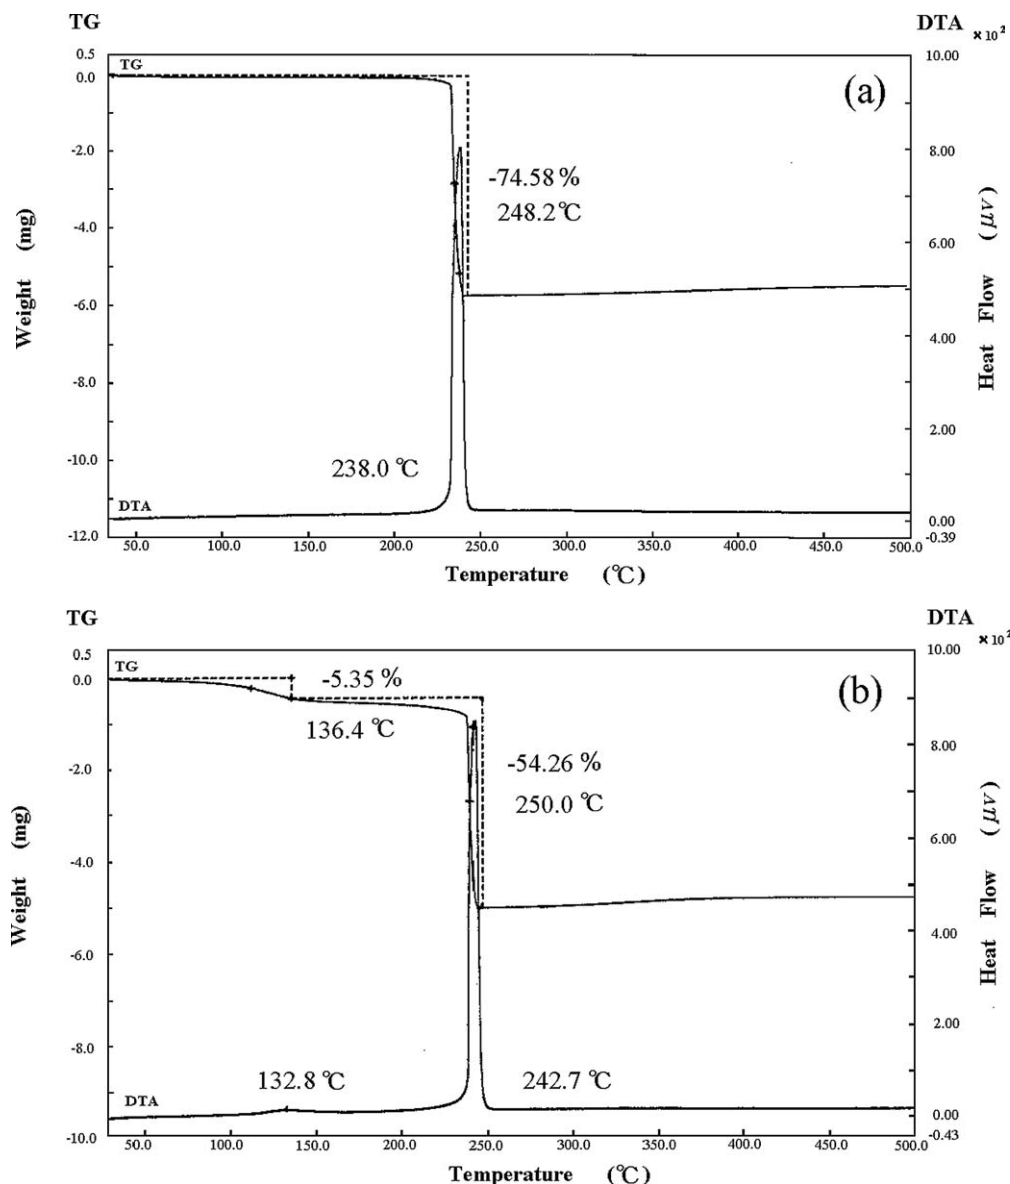 TG
DTA ×10²
0.5
TG
0.0
-2.0
-4.0
-6.0
-8.0
-10.0
-12.0
Weight (mg)
(a)
-74.58 %
248.2℃
238.0 ℃
DTA
10.00
8.00
6.00
4.00
2.00
0.00
-0.39
Heat Flow (μv)
50.0 100.0 150.0 200.0 250.0 300.0 350.0 400.0 450.0 500.0
Temperature (℃)
TG
DTA ×10²
0.5
TG
0.0
-2.0
-4.0
-6.0
-8.0
-10.0
Weight (mg)
(b)
-5.35 %
136.4 ℃
-54.26 %
250.0 ℃
132.8 ℃
242.7 ℃
DTA
10.00
8.00
6.00
4.00
2.00
0.00
-0.43
Heat Flow (μv)
50.0 100.0 150.0 200.0 250.0 300.0 350.0 400.0 450.0 500.0
Temperature (℃)